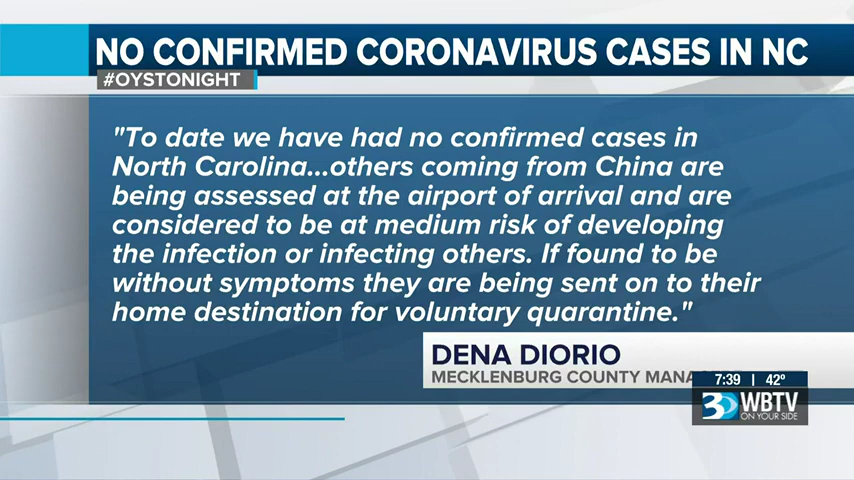 NO CONFIRMED CORONAVIRUS CASES IN NC
#OYSTONIGHT
"To date we have had no confirmed cases in
North Carolina...others coming from China are
being assessed at the airport of arrival and are
considered to be at medium risk of developing
the infection or infecting others. If found to be
without symptoms they are being sent on to their
home destination for voluntary quarantine."
DENA DIORIO
MECKLENBURG COUNTY
7:39 | 42º
3 WBTV
ON YOUR SIDE